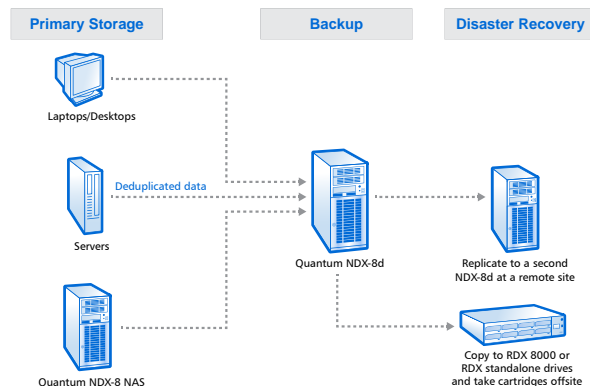 Primary Storage
Backup
Disaster Recovery
Laptops/Desktops
Deduplicated data
Servers
Quantum NDX-8d
Replicate to a second
NDX-8d at a remote site
Quantum NDX-8 NAS
Copy to RDX 8000 or
RDX standalone drives
and take cartridges offsite